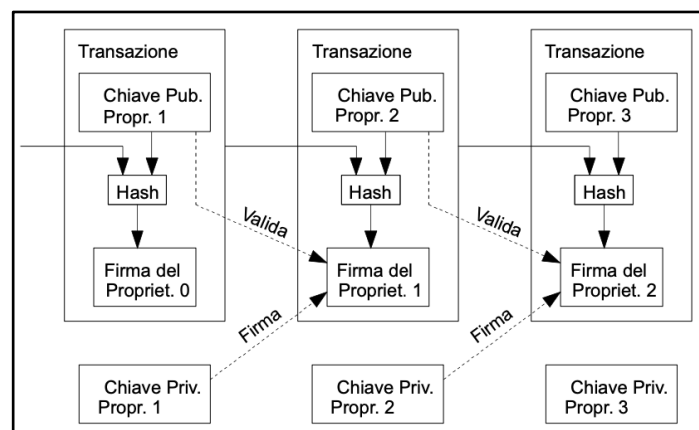 Transazione
Transazione
Transazione
Chiave Pub.
Propr. 1
Chiave Pub.
Propr. 2
Chiave Pub.
Propr. 3
Hash
Hash
Hash
Valida
Valida
Firma del
Propriet. 0
Firma del
Propriet. 1
Firma del
Propriet. 2
Firma
Firma
Chiave Priv.
Propr. 1
Chiave Priv.
Propr. 2
Chiave Priv.
Propr. 3